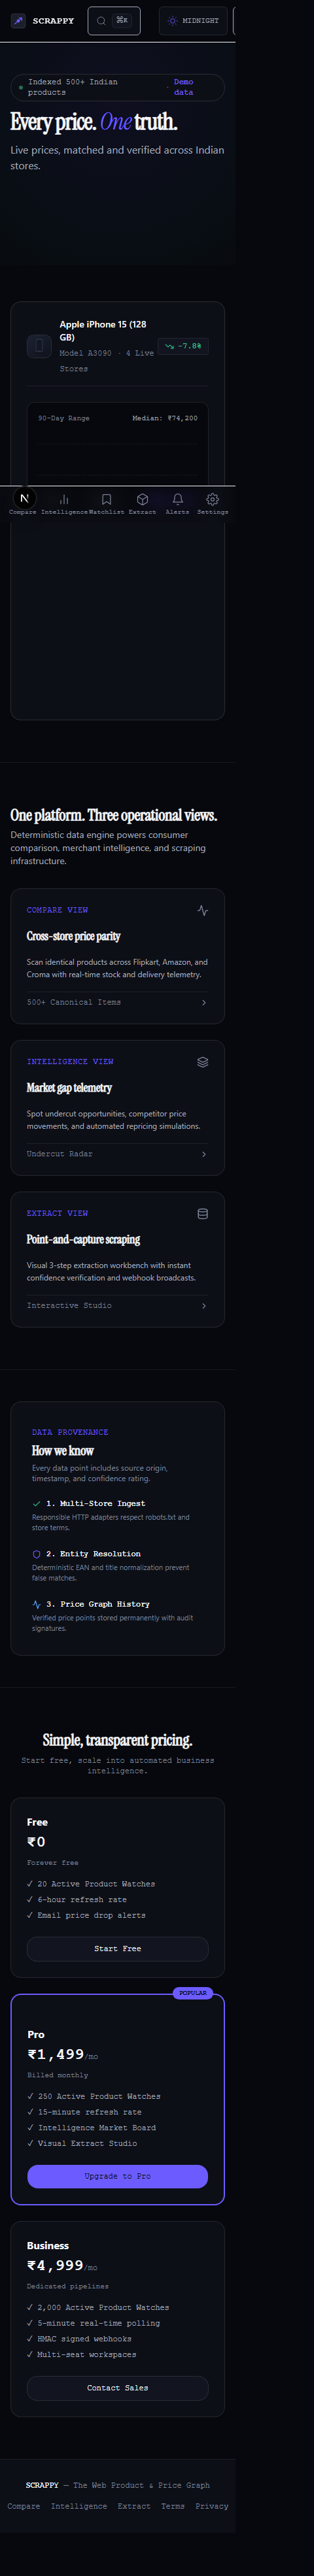 SCRAPPY
⌘K
MIDNIGHT
Indexed 500+ Indian
products
· Demo
data
Every price. One truth.
Live prices, matched and verified across Indian
stores.
Apple iPhone 15 (128
GB)
Model A3090 · 4 Live
Stores
-7.8%
90-Day Range
Median: ₹74,200
N
Compare
Intelligence
Watchlist
Extract
Alerts
Settings
One platform. Three operational views.
Deterministic data engine powers consumer
comparison, merchant intelligence, and scraping
infrastructure.
COMPARE VIEW
Cross-store price parity
Scan identical products across Flipkart, Amazon, and
Croma with real-time stock and delivery telemetry.
500+ Canonical Items
INTELLIGENCE VIEW
Market gap telemetry
Spot undercut opportunities, competitor price
movements, and automated repricing simulations.
Undercut Radar
EXTRACT VIEW
Point-and-capture scraping
Visual 3-step extraction workbench with instant
confidence verification and webhook broadcasts.
Interactive Studio
DATA PROVENANCE
How we know
Every data point includes source origin,
timestamp, and confidence rating.
1. Multi-Store Ingest
Responsible HTTP adapters respect robots.txt and
store terms.
2. Entity Resolution
Deterministic EAN and title normalization prevent
false matches.
3. Price Graph History
Verified price points stored permanently with audit
signatures.
Simple, transparent pricing.
Start free, scale into automated business
intelligence.
Free
₹0
Forever free
✓ 20 Active Product Watches
✓ 6-hour refresh rate
✓ Email price drop alerts
Start Free
POPULAR
Pro
₹1,499/mo
Billed monthly
✓ 250 Active Product Watches
✓ 15-minute refresh rate
✓ Intelligence Market Board
✓ Visual Extract Studio
Upgrade to Pro
Business
₹4,999/mo
Dedicated pipelines
✓ 2,000 Active Product Watches
✓ 5-minute real-time polling
✓ HMAC signed webhooks
✓ Multi-seat workspaces
Contact Sales
SCRAPPY — The Web Product & Price Graph
Compare Intelligence Extract Terms Privacy